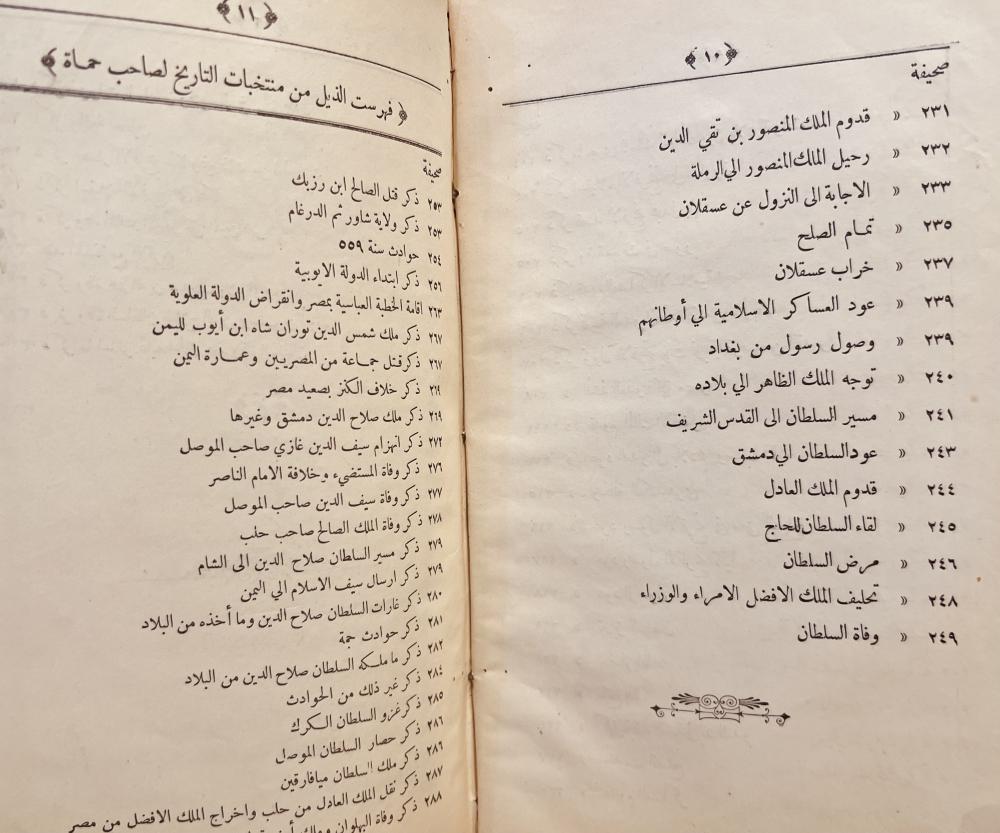 ﴿ ١٠ ﴾
صحيفة
٢٣١ « قدوم الملك المنصور بن تقي الدين
٢٣٢ « رحيل الملك المنصور الي الرملة
٢٣٣ « الاجابة الى النزول عن عسقلان
٢٣٥ « تمام الصلح
٢٣٧ « خراب عسقلان
٢٣٩ « عود العساكر الاسلامية الي أوطانهم
٢٣٩ « وصول رسول من بغداد
٢٤٠ « توجه الملك الظاهر الي بلاده
٢٤١ « مسير السلطان الى القدس الشريف
٢٤٣ « عود السلطان الي دمشق
٢٤٤ « قدوم الملك العادل
٢٤٥ « لقاء السلطان للحاج
٢٤٦ « مرض السلطان
٢٤٨ « تحليف الملك الافضل الامراء والوزراء
٢٤٩ « وفاة السلطان
﴿ ١١ ﴾
﴿ فهرست الذيل من منتخبات التاريخ لصاحب حماة ﴾
صحيفة
٢٥٣ ذكر قتل الصالح ابن رزيك
٢٥٣ ذكر ولاية شاور ثم الدرغام
٢٥٤ حوادث سنة ٥٥٩
٢٥٦ ذكر ابتداء الدولة الايوبية
٢٦٣ اقامة الخطبة العباسية بمصر وانقراض الدولة العلوية
٢٦٧ ذكر ملك شمس الدين توران شاه ابن أيوب لليمن
٢٦٧ ذكر قتل جماعة من المصريين وعمارة اليمن
٢٦٩ ذكر خلاف الكنز بصعيد مصر
٢٦٩ ذكر ملك صلاح الدين دمشق وغيرها
٢٧٢ ذكر انهزام سيف الدين غازي صاحب الموصل
٢٧٦ ذكر وفاة المستضيء وخلافة الامام الناصر
٢٧٧ ذكر وفاة سيف الدين صاحب الموصل
٢٧٨ ذكر وفاة الملك الصالح صاحب حلب
٢٧٩ ذكر مسير السلطان صلاح الدين الى الشام
٢٧٩ ذكر ارسال سيف الاسلام الي اليمن
٢٨٠ ذكر غارات السلطان صلاح الدين وما أخذه من البلاد
٢٨١ ذكر حوادث جمة
٢٨٢ ذكر ما ملكه السلطان صلاح الدين من البلاد
٢٨٤ ذكر غير ذلك من الحوادث
٢٨٥ ذكر غزو السلطان الكرك
٢٨٦ ذكر حصار السلطان الموصل
٢٨٦ ذكر ملك السلطان ميافارقين
٢٨٧ ذكر نقل الملك العادل من حلب واخراج الملك الافضل من مصر
٢٨٨ ذكر وفاة البهلوان وملك